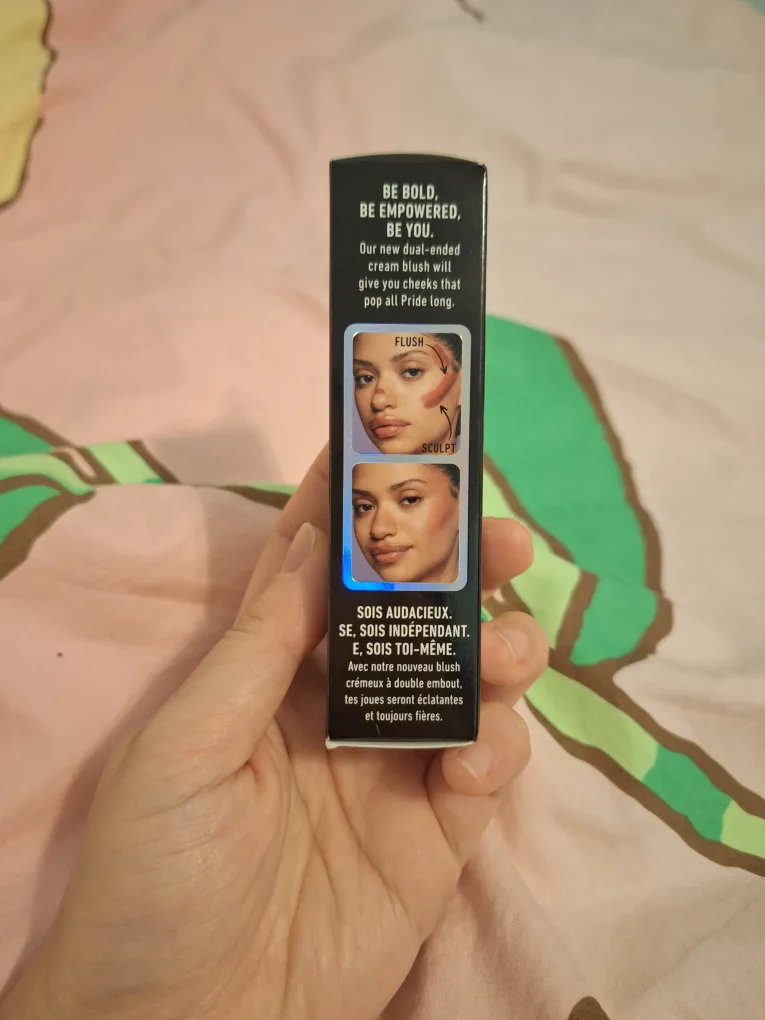 BE BOLD,
BE EMPOWERED,
BE YOU.
Our new dual-ended
cream blush will
give you cheeks that
pop all Pride long.
FLUSH
SCULPT
SOIS AUDACIEUX.
SE, SOIS INDÉPENDANT.
E, SOIS TOI-MÊME.
Avec notre nouveau blush
crémeux à double embout,
tes joues seront éclatantes
et toujours fières.